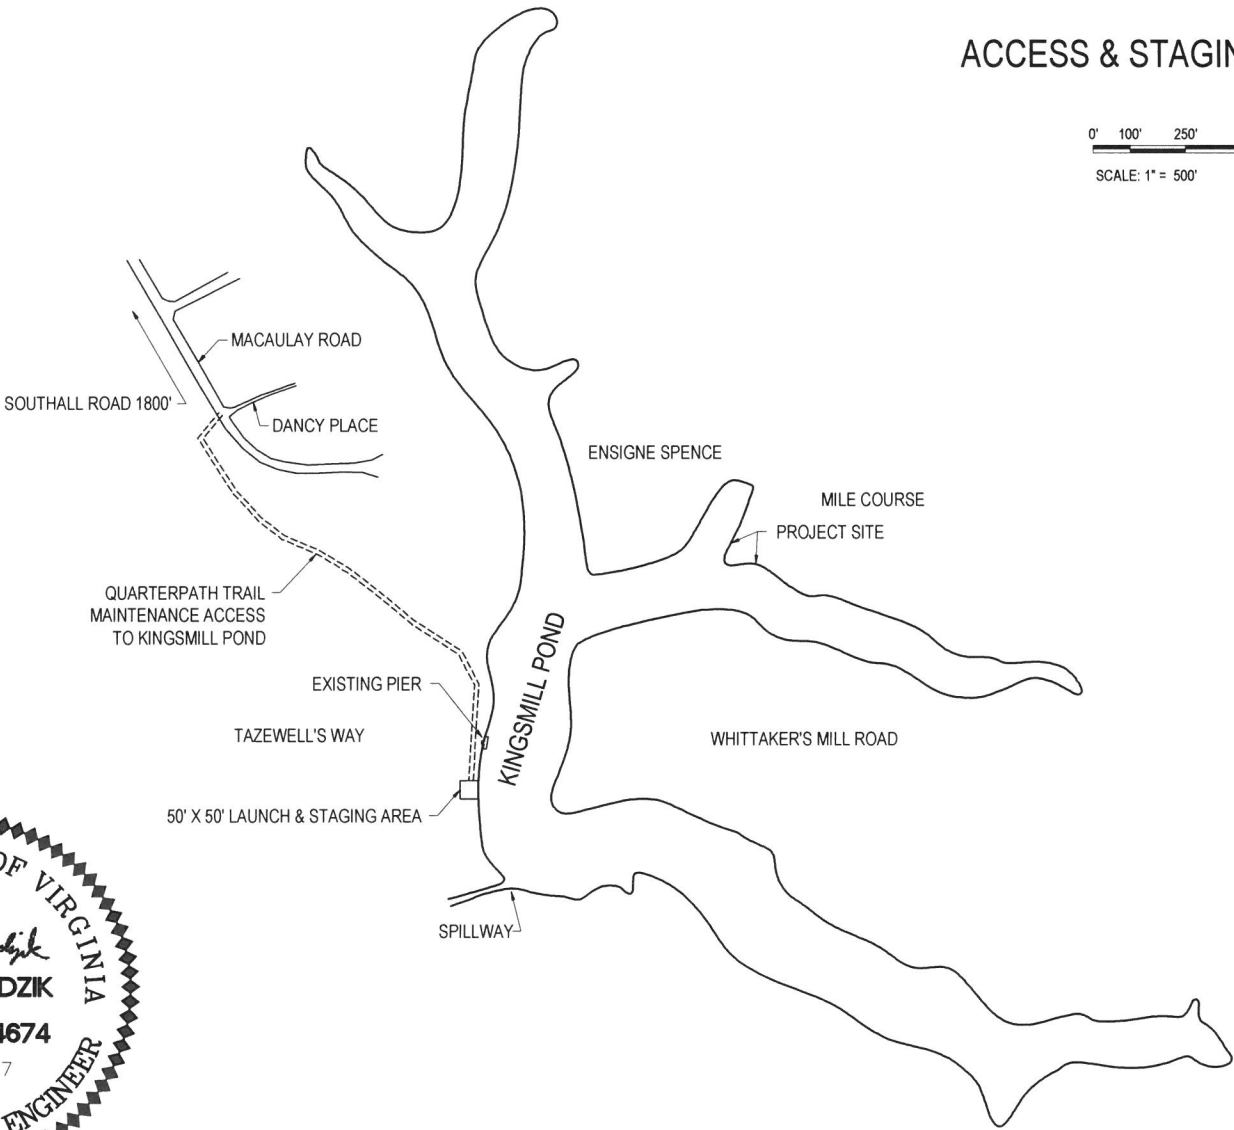 ACCESS & STAGIN
0' 100' 250'
SCALE: 1" = 500'
MACAULAY ROAD
SOUTHALL ROAD 1800'
DANCY PLACE
ENSIGNE SPENCE
MILE COURSE
PROJECT SITE
QUARTERPATH TRAIL
MAINTENANCE ACCESS
TO KINGSMILL POND
EXISTING PIER
TAZEWELL'S WAY
KINGSMILL POND
WHITTAKER'S MILL ROAD
50' X 50' LAUNCH & STAGING AREA
SPILLWAY
OF VIRGINIA
DZIK
4674
7
ENGINEER